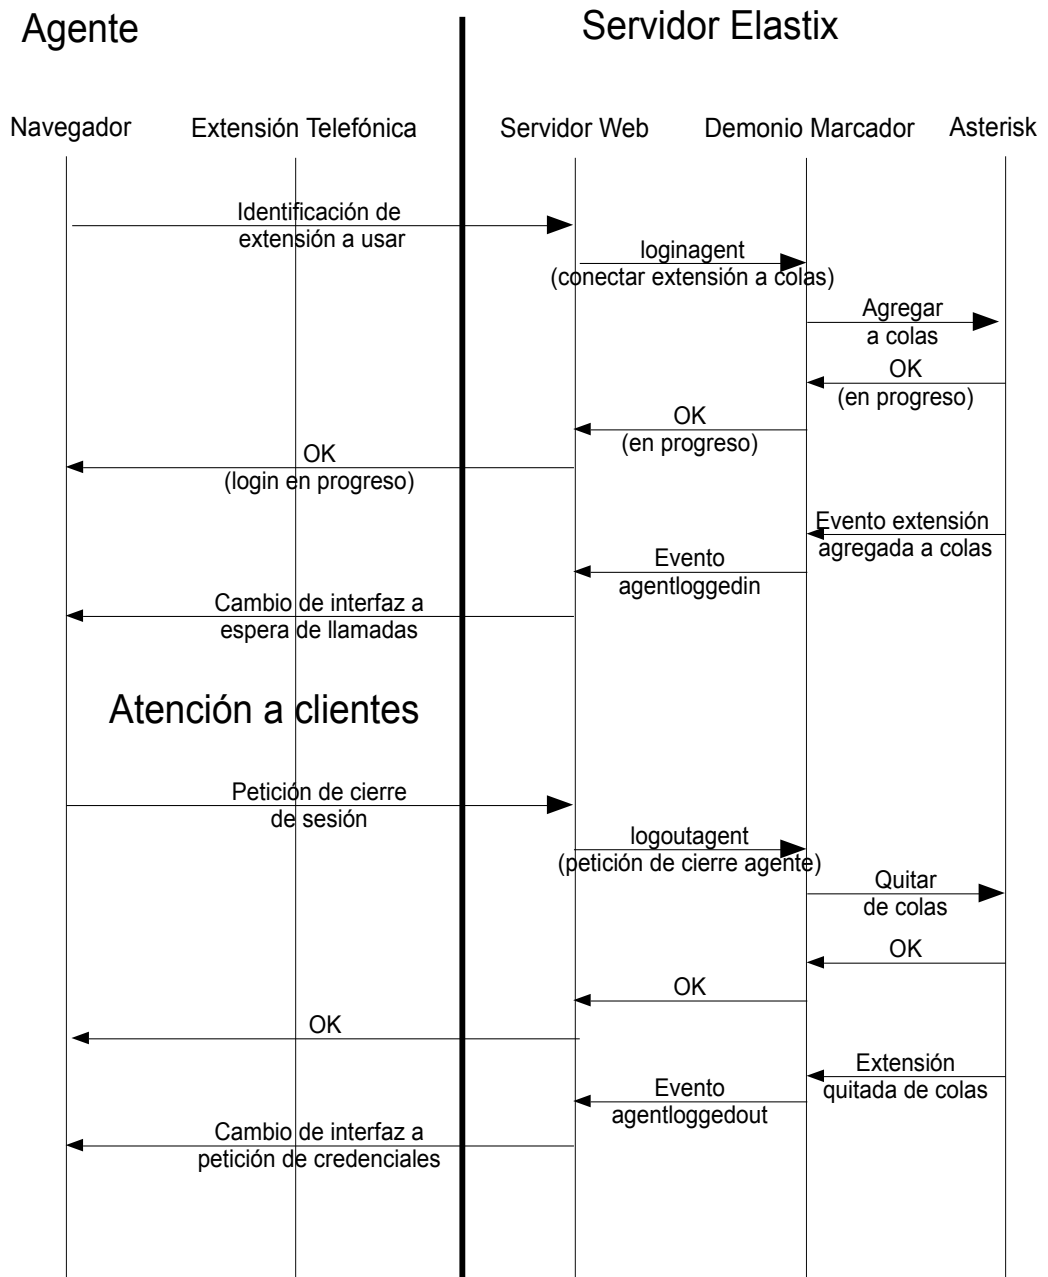 Agente
Servidor Elastix
Navegador
Extensión Telefónica
Servidor Web
Demonio Marcador
Asterisk
Identificación de
extensión a usar
loginagent
(conectar extensión a colas)
Agregar
a colas
OK
(en progreso)
OK
(en progreso)
OK
(login en progreso)
Evento extensión
agregada a colas
Evento
agentloggedin
Cambio de interfaz a
espera de llamadas
Atención a clientes
Petición de cierre
de sesión
logoutagent
(petición de cierre agente)
Quitar
de colas
OK
OK
OK
Extensión
quitada de colas
Evento
agentloggedout
Cambio de interfaz a
petición de credenciales